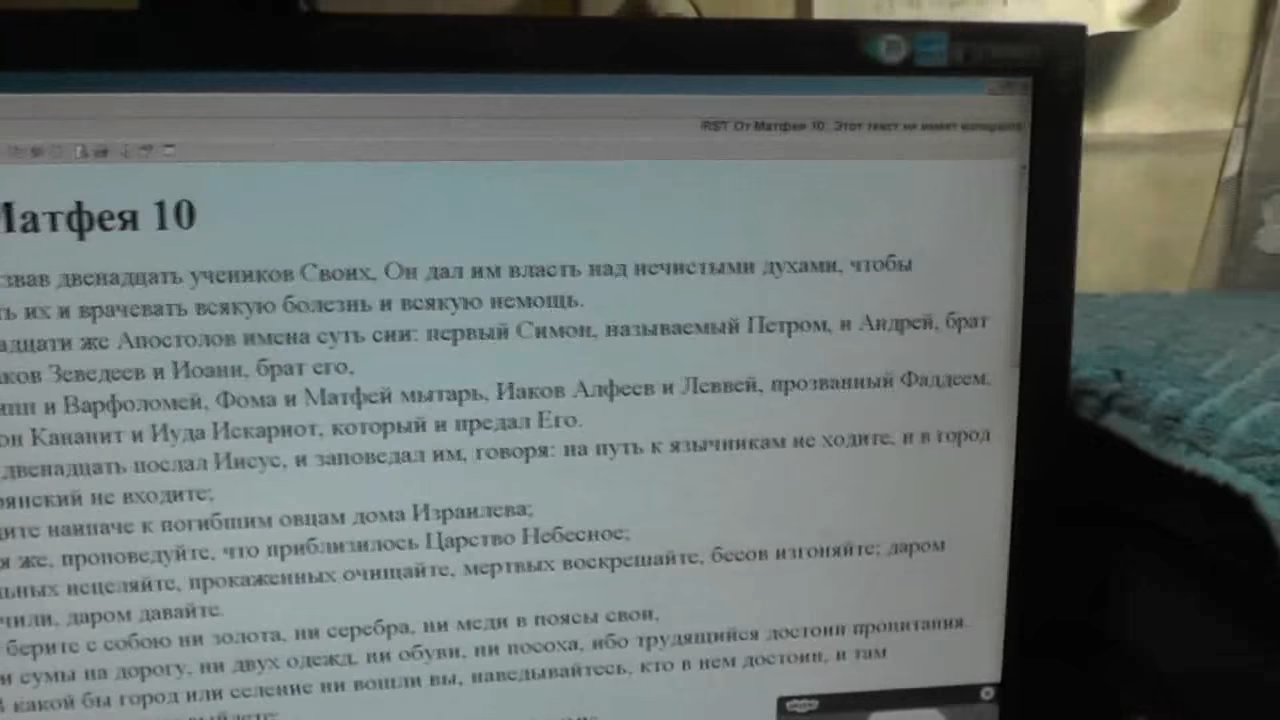 RST От Матфея 10. Этот текст не имеет
Матфея 10
звав двенадцать учеников Своих, Он дал им власть над нечистыми духами, чтобы
ть их и врачевать всякую болезнь и всякую немощь.
адцати же Апостолов имена суть сии: первый Симон, называемый Петром, и Андрей, брат
аков Зеведеев и Иоанн, брат его,
ипп и Варфоломей, Фома и Матфей мытарь, Иаков Алфеев и Леввей, прозванный Фаддеем,
он Кананит и Иуда Искариот, который и предал Его.
двенадцать послал Иисус, и заповедал им, говоря: на путь к язычникам не ходите, и в город
рянский не входите;
дите наипаче к погибшим овцам дома Израилева;
я же, проповедуйте, что приблизилось Царство Небесное;
льных исцеляйте, прокаженных очищайте, мертвых воскрешайте, бесов изгоняйте; даром
чили, даром давайте.
берите с собою ни золота, ни серебра, ни меди в поясы свои,
и сумы на дорогу, ни двух одежд, ни обуви, ни посоха, ибо трудящийся достоин пропитания.
В какой бы город или селение ни вошли вы, наведывайтесь, кто в нем достоин, и там
skype